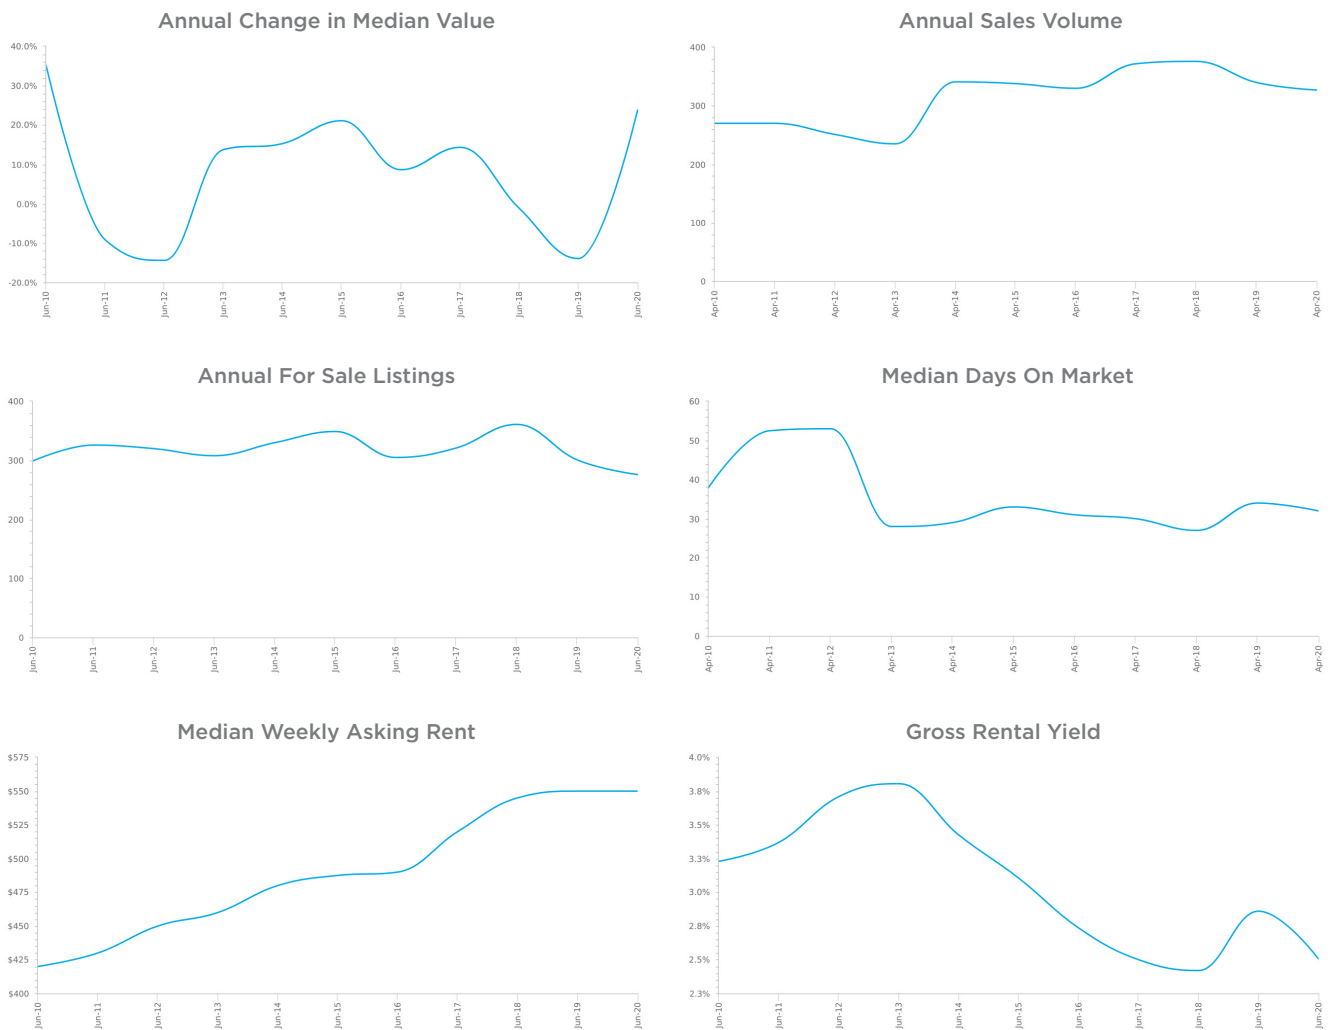 Annual Change in Median Value
40.0%
30.0%
20.0%
10.0%
0.0%
-10.0%
-20.0%
Jun-10
Jun-11
Jun-12
Jun-13
Jun-14
Jun-15
Jun-16
Jun-17
Jun-18
Jun-19
Jun-20
Annual Sales Volume
400
300
200
100
0
Apr-10
Apr-11
Apr-12
Apr-13
Apr-14
Apr-15
Apr-16
Apr-17
Apr-18
Apr-19
Apr-20
Annual For Sale Listings
400
300
200
100
0
Jun-10
Jun-11
Jun-12
Jun-13
Jun-14
Jun-15
Jun-16
Jun-17
Jun-18
Jun-19
Jun-20
Median Days On Market
60
50
40
30
20
10
0
Apr-10
Apr-11
Apr-12
Apr-13
Apr-14
Apr-15
Apr-16
Apr-17
Apr-18
Apr-19
Apr-20
Median Weekly Asking Rent
$575
$550
$525
$500
$475
$450
$425
$400
Jun-10
Jun-11
Jun-12
Jun-13
Jun-14
Jun-15
Jun-16
Jun-17
Jun-18
Jun-19
Jun-20
Gross Rental Yield
4.0%
3.8%
3.5%
3.3%
3.0%
2.8%
2.5%
2.3%
Jun-10
Jun-11
Jun-12
Jun-13
Jun-14
Jun-15
Jun-16
Jun-17
Jun-18
Jun-19
Jun-20